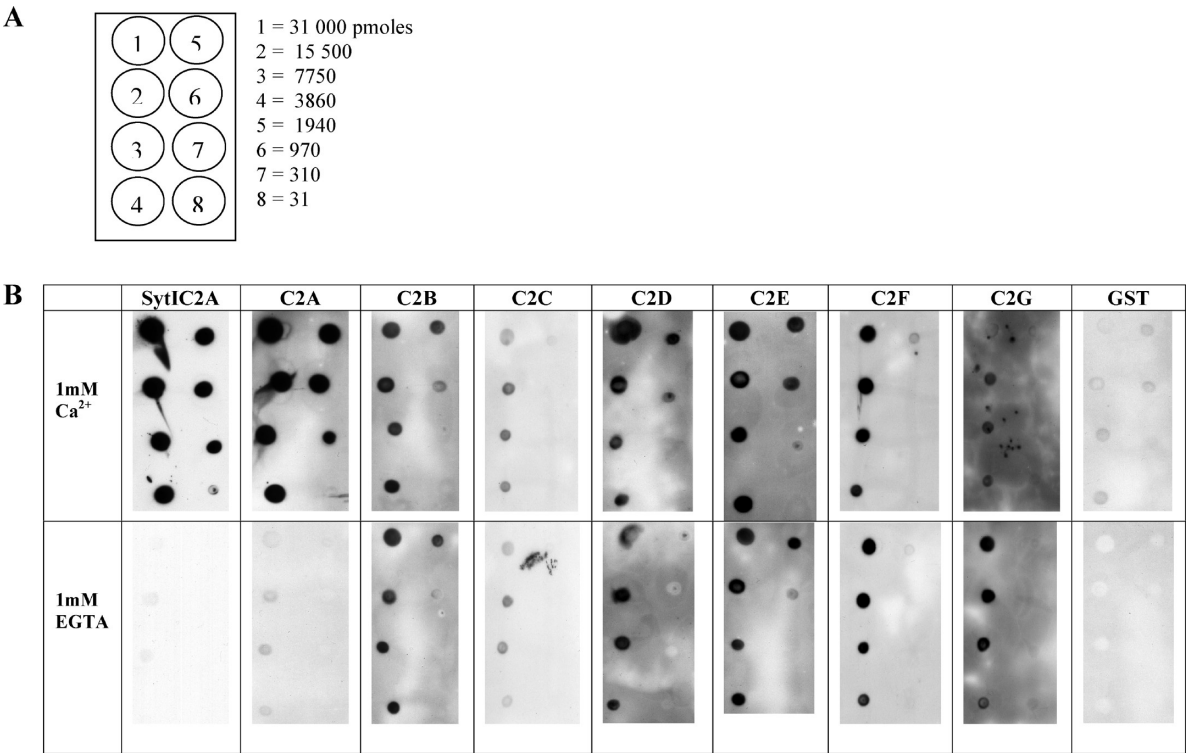 A
1 5
2 6
3 7
4 8
1 = 31 000 pmoles
2 = 15 500
3 = 7750
4 = 3860
5 = 1940
6 = 970
7 = 310
8 = 31
B
SytIC2A C2A C2B C2C C2D C2E C2F C2G GST
1mM
Ca²⁺
1mM
EGTA